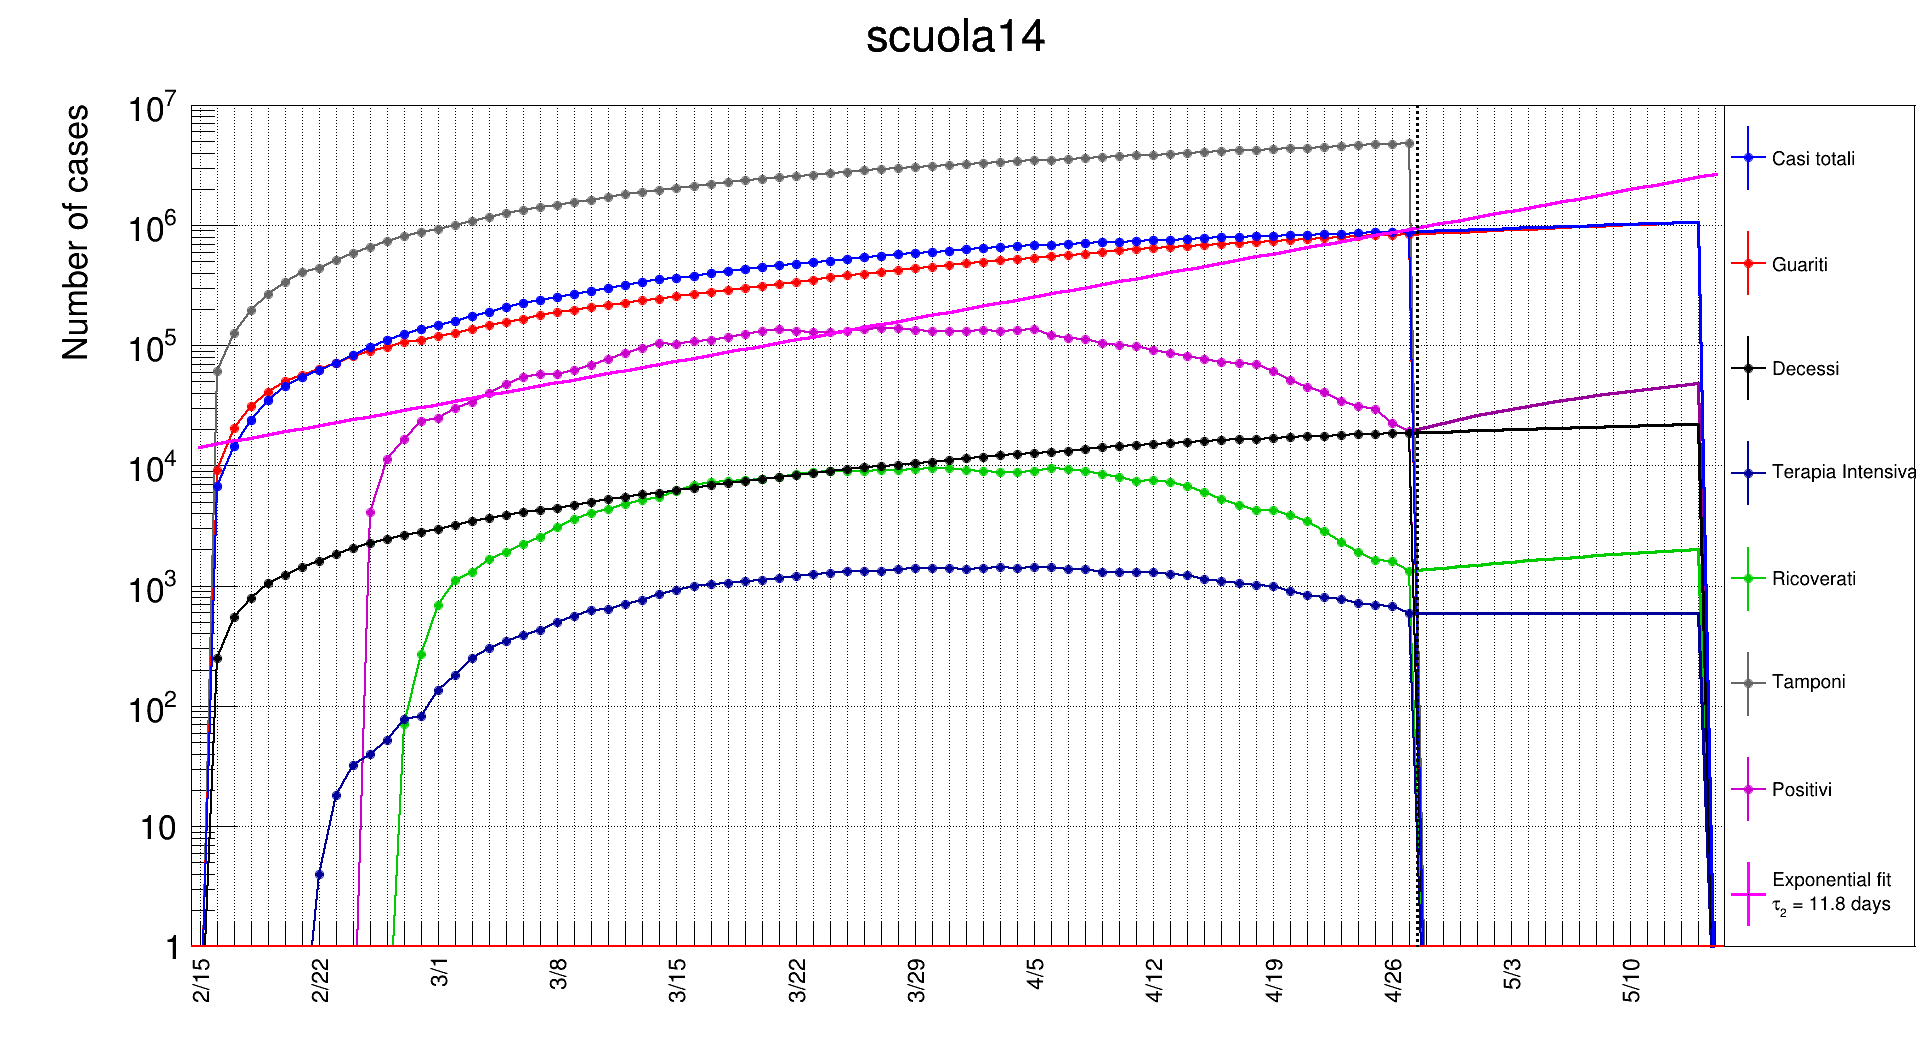 scuola14
Number of cases
10^7
10^6
10^5
10^4
10^3
10^2
10
1
2/15
2/22
3/1
3/8
3/15
3/22
3/29
4/5
4/12
4/19
4/26
5/3
5/10
Casi totali
Guariti
Decessi
Terapia Intensiva
Ricoverati
Tamponi
Positivi
Exponential fit
τ₂ = 11.8 days